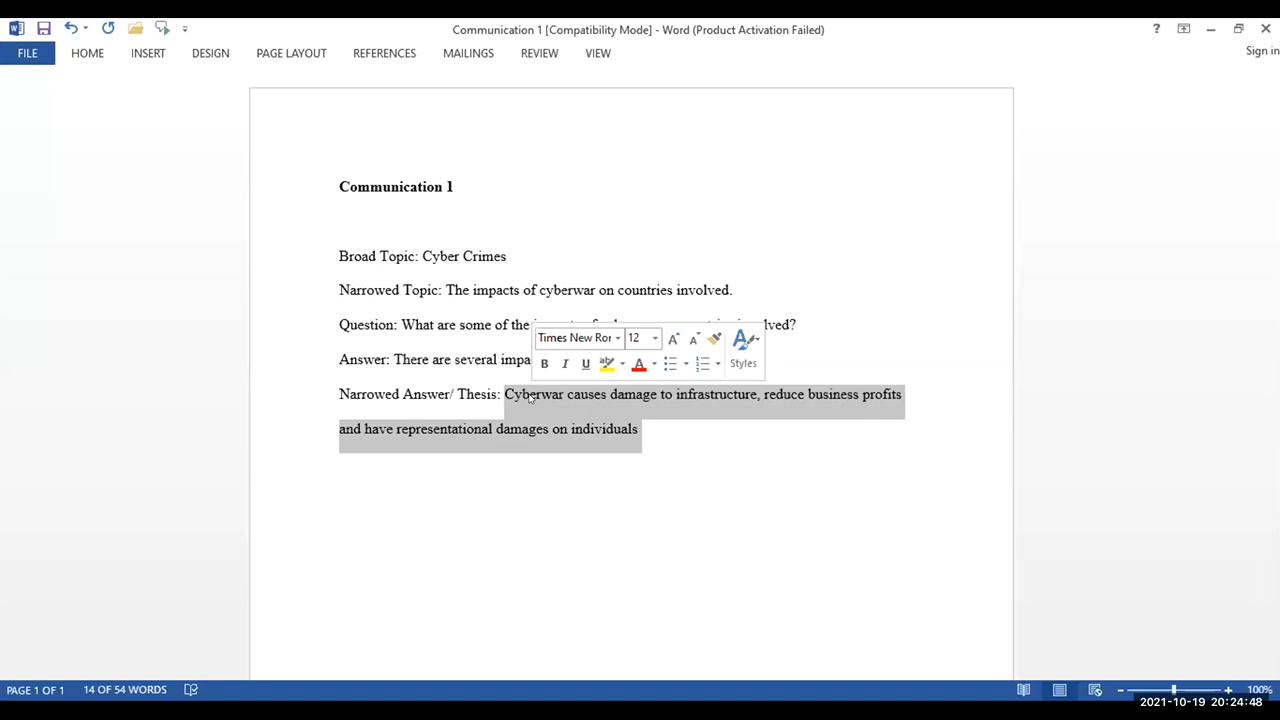 Communication 1 [Compatibility Mode] - Word (Product Activation Failed)
FILE HOME INSERT DESIGN PAGE LAYOUT REFERENCES MAILINGS REVIEW VIEW Sign in
Communication 1
Broad Topic: Cyber Crimes
Narrowed Topic: The impacts of cyberwar on countries involved.
Question: What are some of the
Answer: There are several
Times New Ror 12
Styles
Narrowed Answer/ Thesis: Cyberwar causes damage to infrastructure, reduce business profits
and have representational damages on individuals
PAGE 1 OF 1 14 OF 54 WORDS 100%
2021-10-19 20:24:48